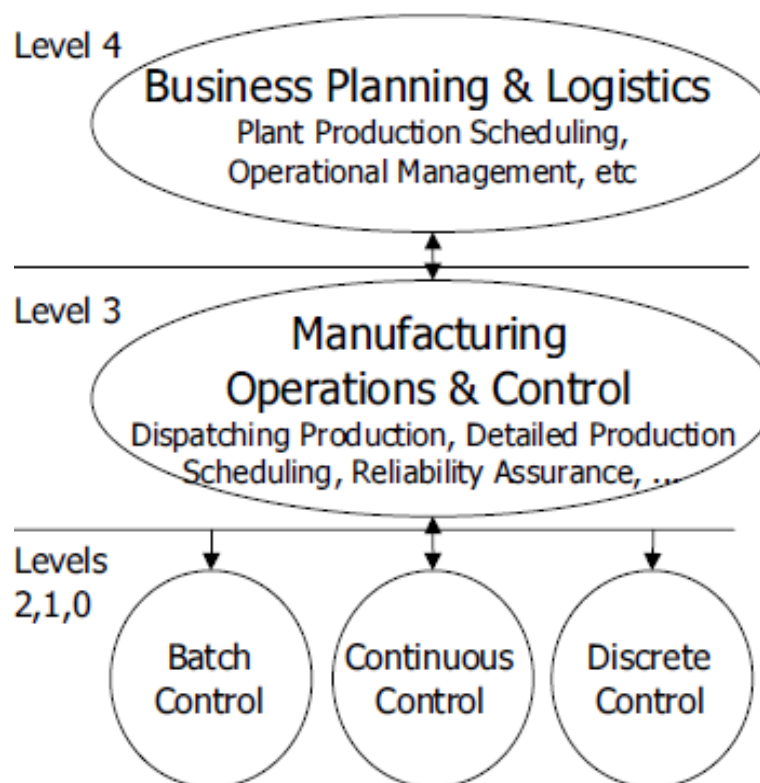 Level 4
Business Planning & Logistics
Plant Production Scheduling,
Operational Management, etc
Level 3
Manufacturing
Operations & Control
Dispatching Production, Detailed Production
Scheduling, Reliability Assurance, ...
Levels
2,1,0
Batch
Control
Continuous
Control
Discrete
Control